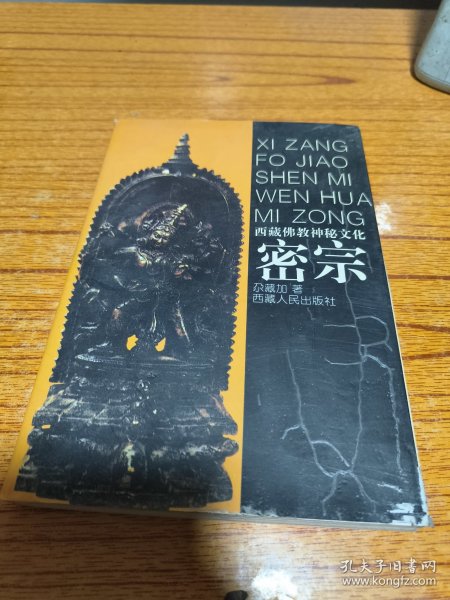 XI ZANG
FO JIAO
SHEN MI
WEN HUA
MI ZONG
西藏佛教神秘文化
密宗
尕藏加 著
西藏人民出版社
孔夫子旧书网
www.kongfz.com